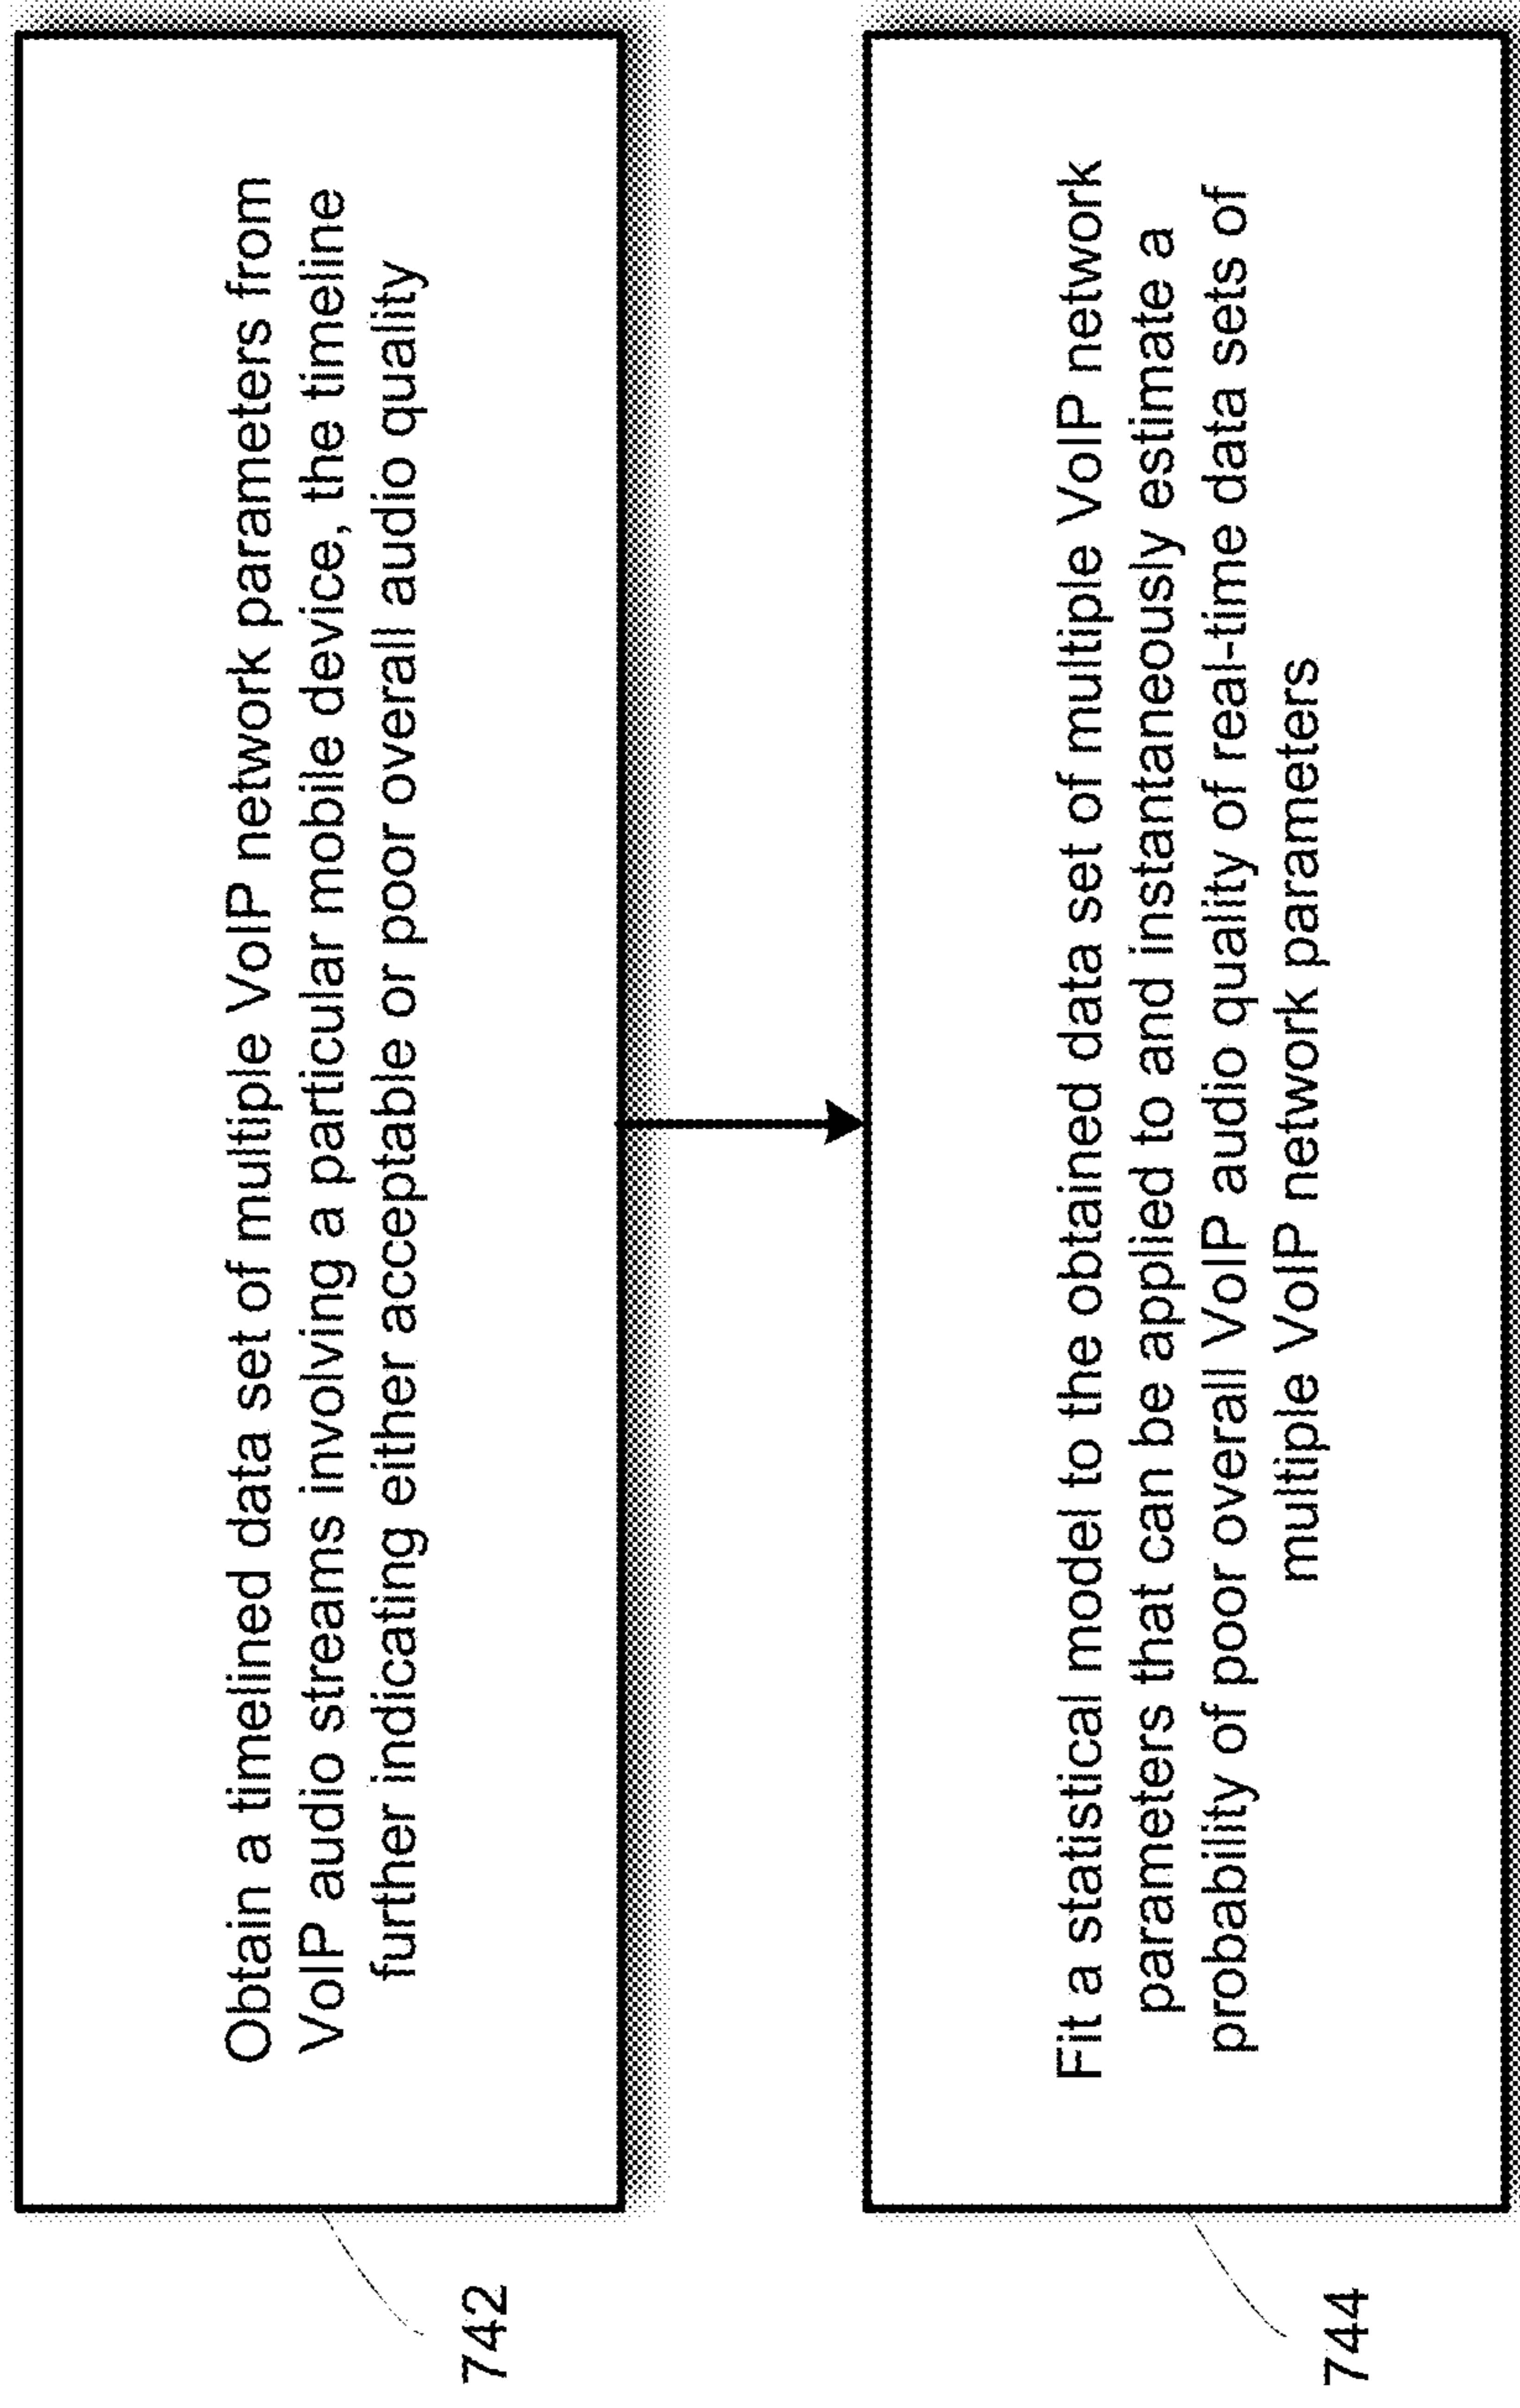 Obtain a timelined data set of multiple VoIP network parameters from
VoIP audio streams involving a particular mobile device, the timeline
further indicating either acceptable or poor overall audio quality
742
Fit a statistical model to the obtained data set of multiple VoIP network
parameters that can be applied to and instantaneously estimate a
probability of poor overall VoIP audio quality of real-time data sets of
multiple VoIP network parameters
744